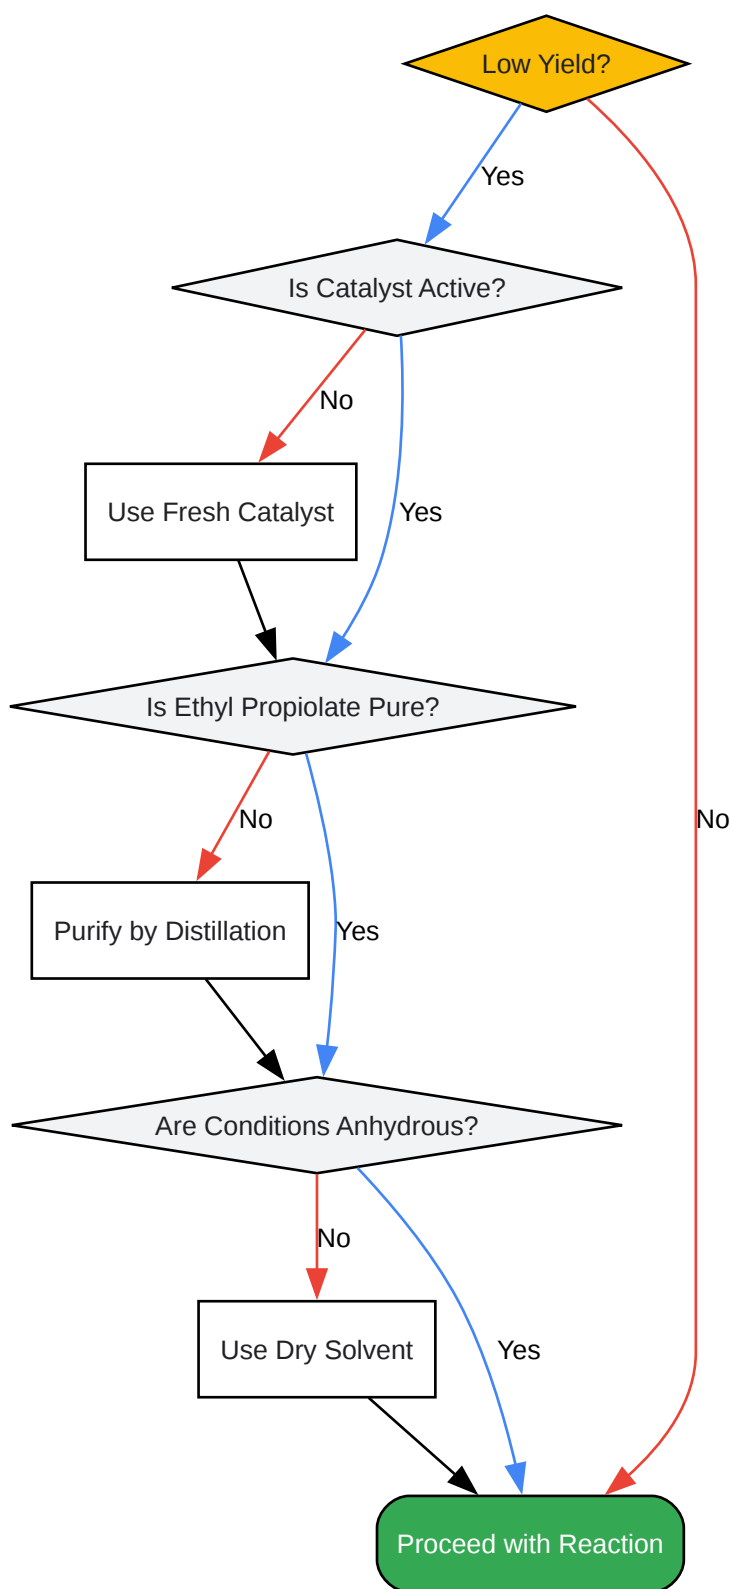 Low Yield?
Yes
Is Catalyst Active?
No
Use Fresh Catalyst
Yes
Is Ethyl Propiolate Pure?
No
No
Purify by Distillation
Yes
Are Conditions Anhydrous?
No
Use Dry Solvent
Yes
Proceed with Reaction